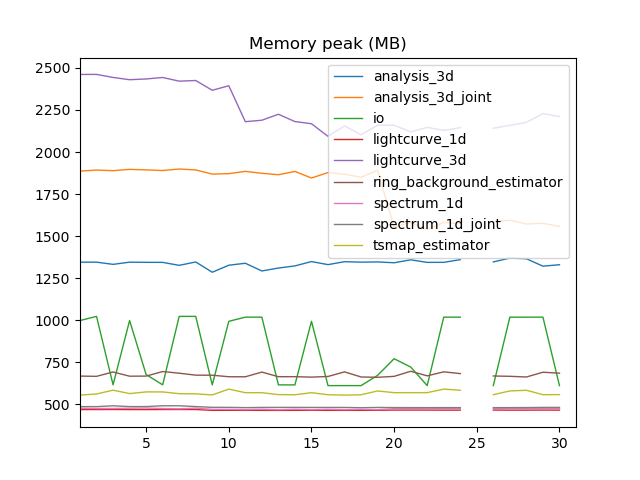 Memory peak (MB)
2500
2250
2000
1750
1500
1250
1000
750
500
analysis_3d
analysis_3d_joint
io
lightcurve_1d
lightcurve_3d
ring_background_estimator
spectrum_1d
spectrum_1d_joint
tsmap_estimator
5
10
15
20
25
30